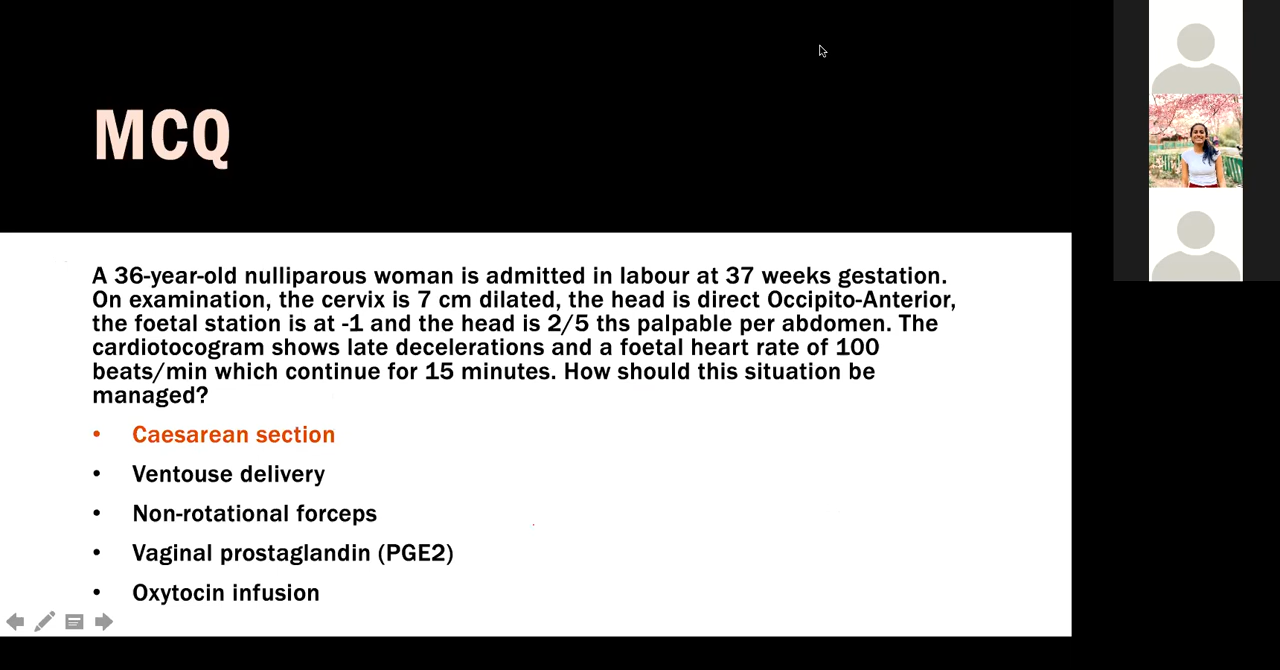 MCQ
A 36-year-old nulliparous woman is admitted in labour at 37 weeks gestation.
On examination, the cervix is 7 cm dilated, the head is direct Occipito-Anterior,
the foetal station is at -1 and the head is 2/5 ths palpable per abdomen. The
cardiotocogram shows late decelerations and a foetal heart rate of 100
beats/min which continue for 15 minutes. How should this situation be
managed?
• Caesarean section
• Ventouse delivery
• Non-rotational forceps
• Vaginal prostaglandin (PGE2)
• Oxytocin infusion